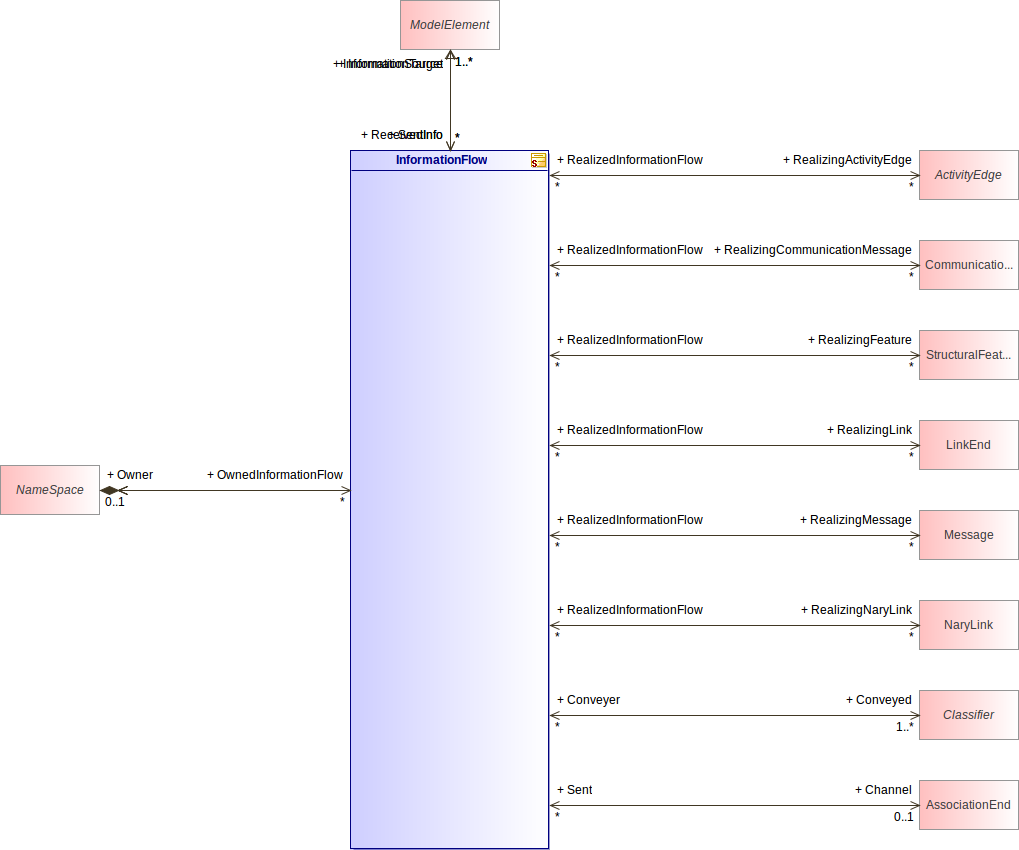 ModelElement
+ InformationTarget
+ InformationSource
1..*
+ ReceivedInfo
+ SentInfo
*
InformationFlow
S
+ RealizedInformationFlow
+ RealizingActivityEdge
*
*
ActivityEdge
+ RealizedInformationFlow
+ RealizingCommunicationMessage
*
*
Communicatio...
+ RealizedInformationFlow
+ RealizingFeature
*
*
StructuralFeat...
+ RealizedInformationFlow
+ RealizingLink
*
*
LinkEnd
NameSpace
+ Owner
0..1
+ OwnedInformationFlow
*
+ RealizedInformationFlow
+ RealizingMessage
*
*
Message
+ RealizedInformationFlow
+ RealizingNaryLink
*
*
NaryLink
+ Conveyer
+ Conveyed
*
1..*
Classifier
+ Sent
+ Channel
*
0..1
AssociationEnd